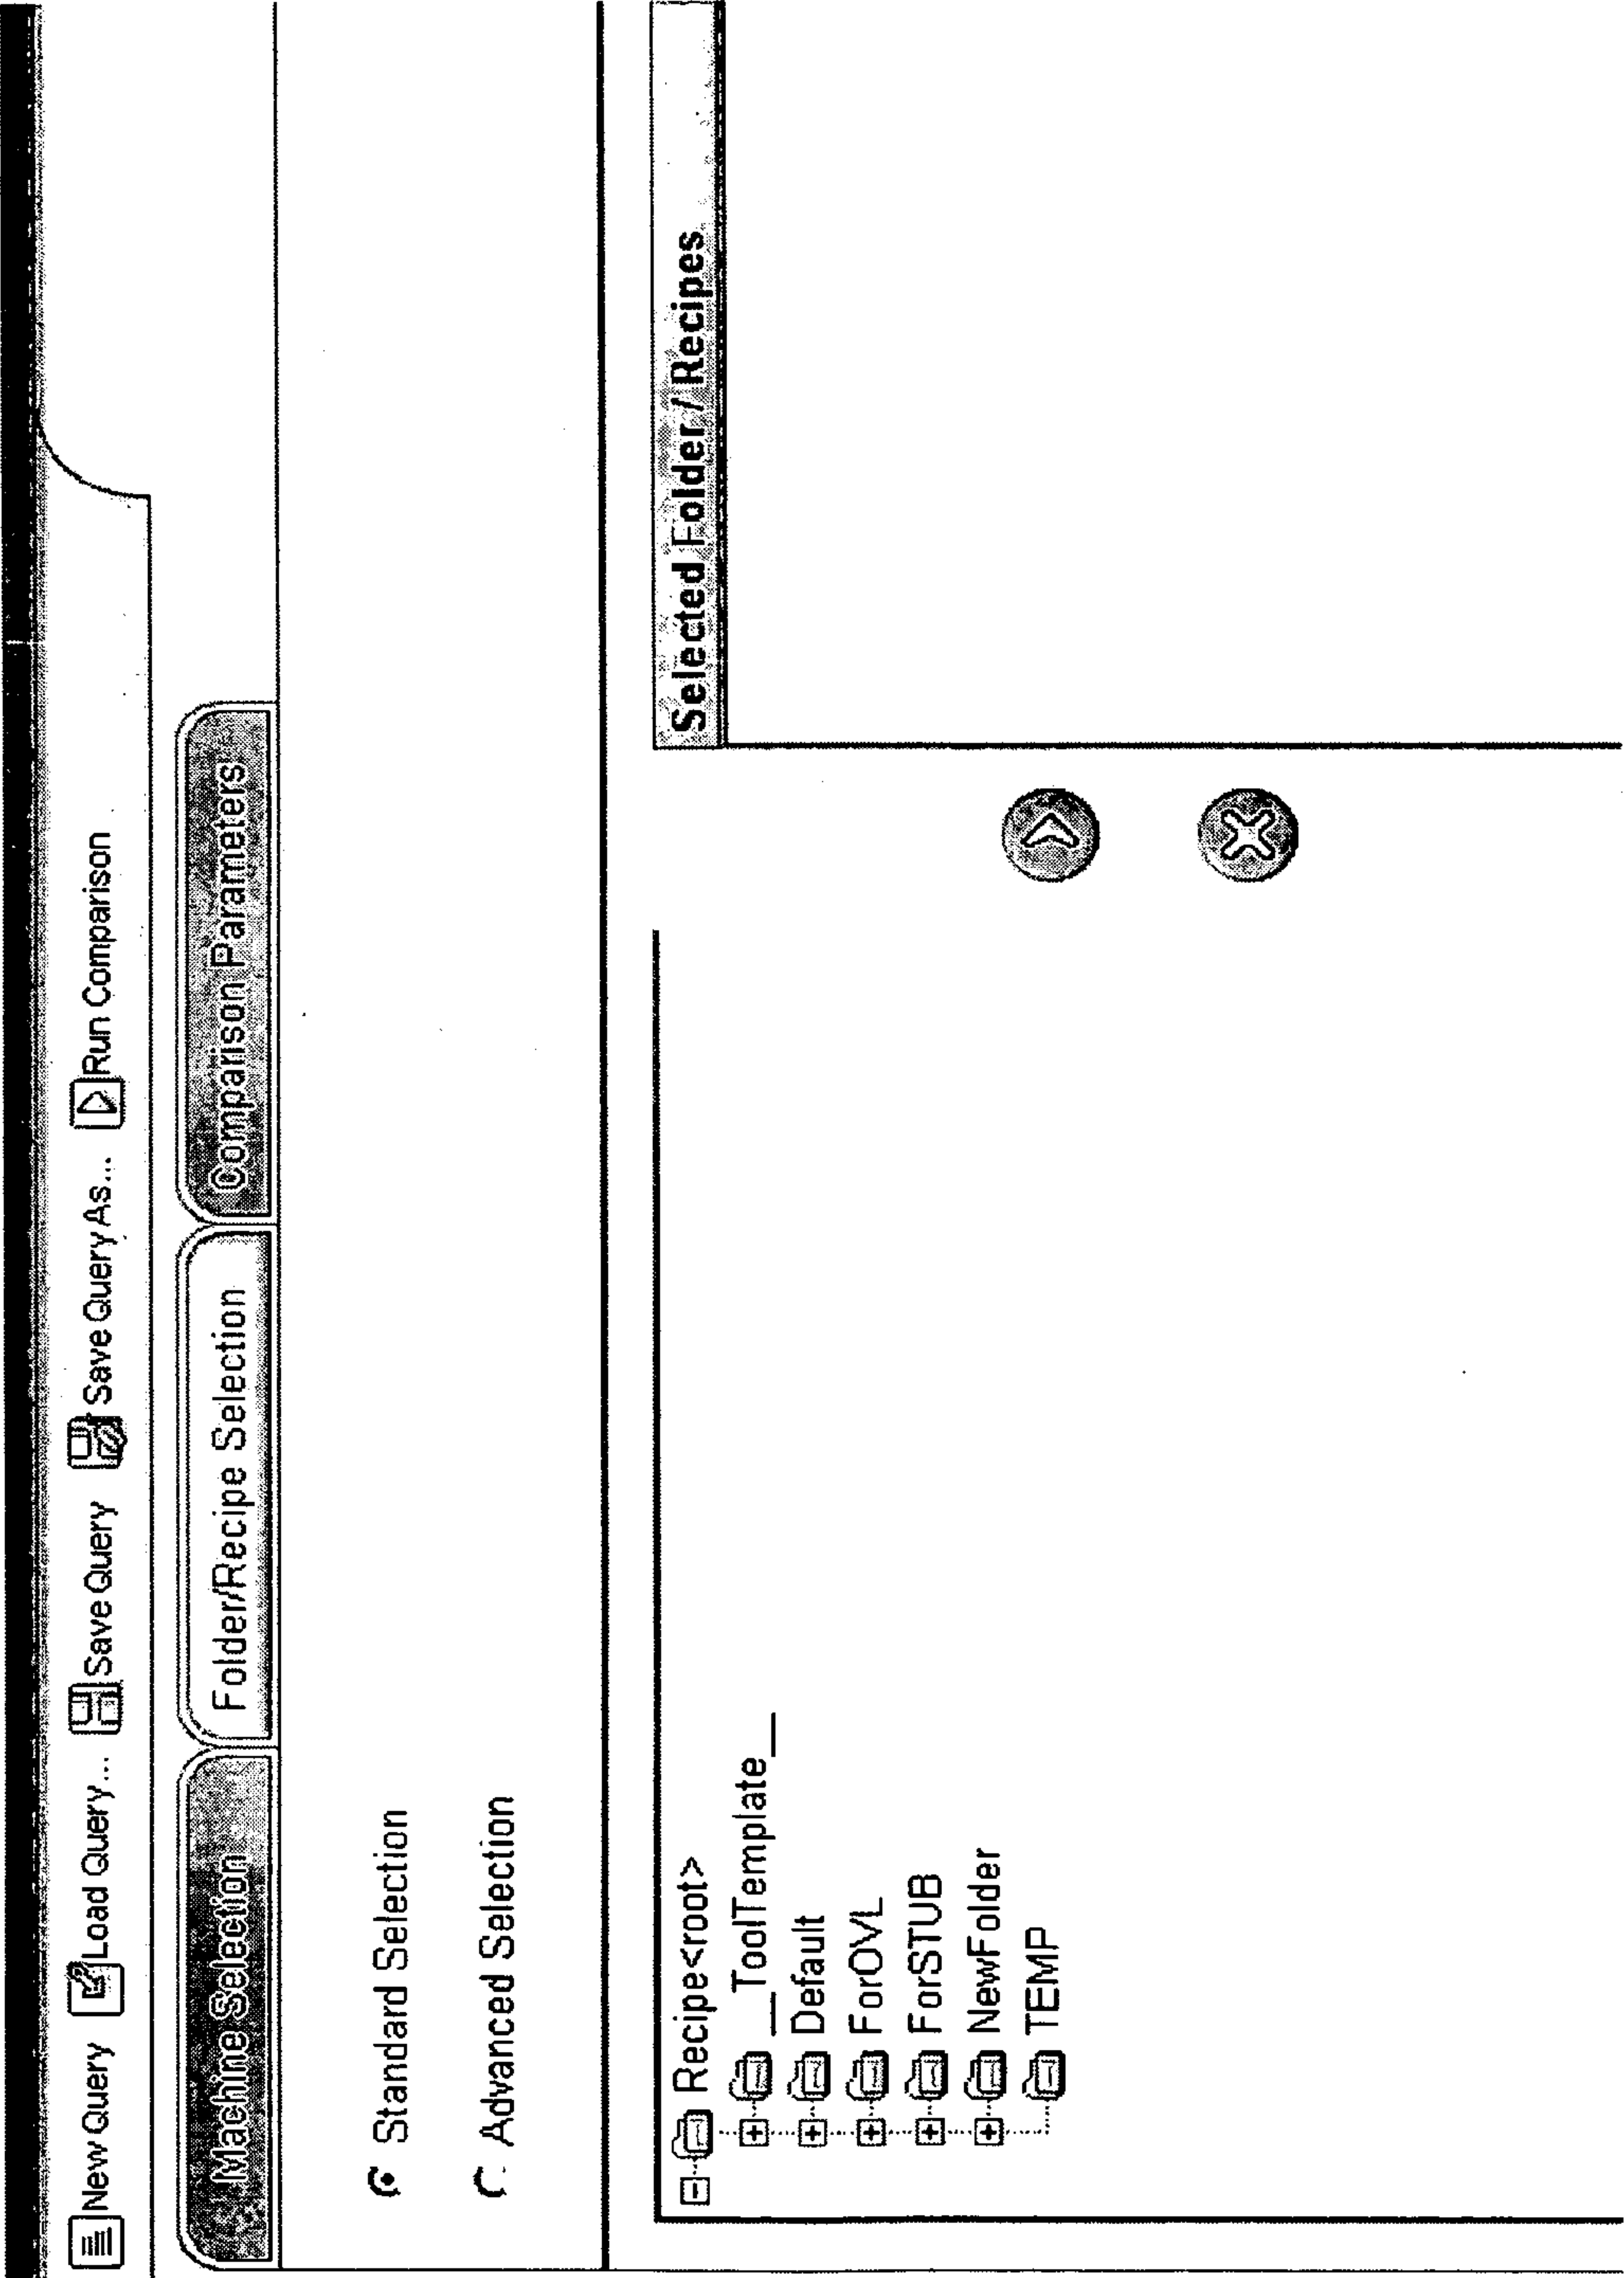 New Query Load Query... Save Query Save Query As... Run Comparison
Machine Selection Folder/Recipe Selection Comparison Parameters
Standard Selection
Advanced Selection
Recipe<root> Selected Folder / Recipes
__ToolTemplate__
Default
ForOVL
ForSTUB
NewFolder
TEMP